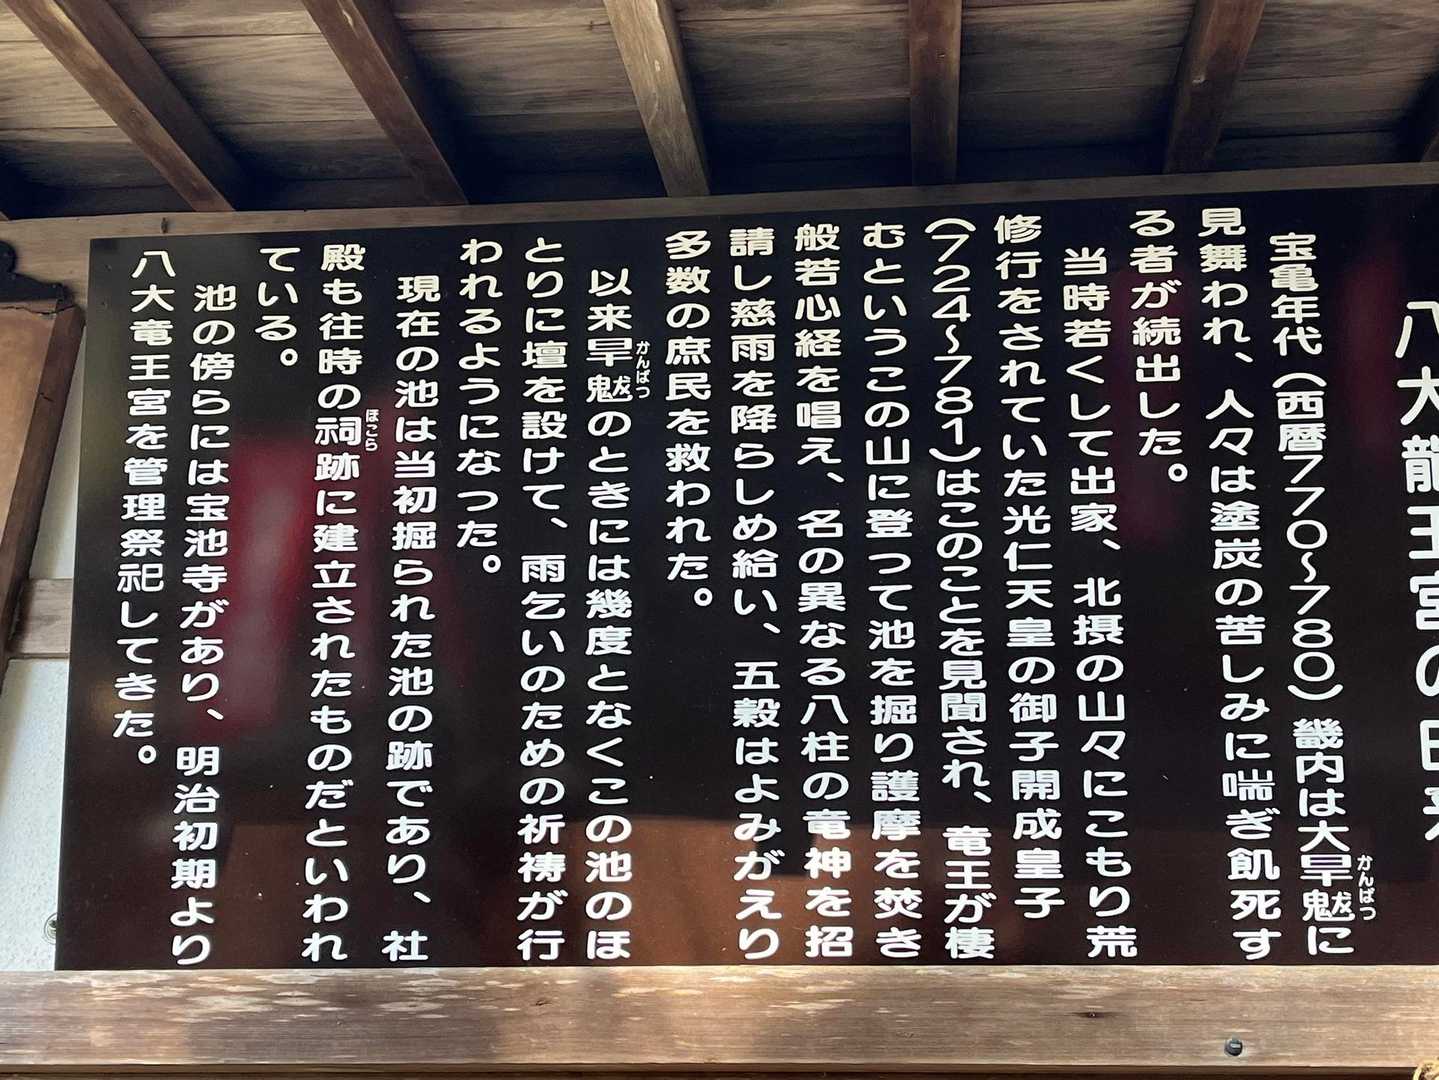 八大龍王宮の由来
宝亀年代(西暦770〜780)畿内は大旱魃に
かんばつ
見舞われ、人々は塗炭の苦しみに喘ぎ飢死す
る者が続出した。
当時若くして出家、北摂の山々にこもり荒
修行をされていた光仁天皇の御子開成皇子
(724〜781)はこのことを見聞され、竜王が棲
むというこの山に登つて池を掘り護摩を焚き
般若心経を唱え、名の異なる八柱の竜神を招
請し慈雨を降らしめ給い、五穀はよみがえり
多数の庶民を救われた。
以来旱魃のときには幾度となくこの池のほ
かんばつ
とりに壇を設けて、雨乞いのための祈祷が行
われるようになった。
現在の池は当初掘られた池の跡であり、社
殿も往時の祠跡に建立されたものだといわれ
ほこら
ている。
池の傍らには宝池寺があり、明治初期より
八大竜王宮を管理祭祀してきた。